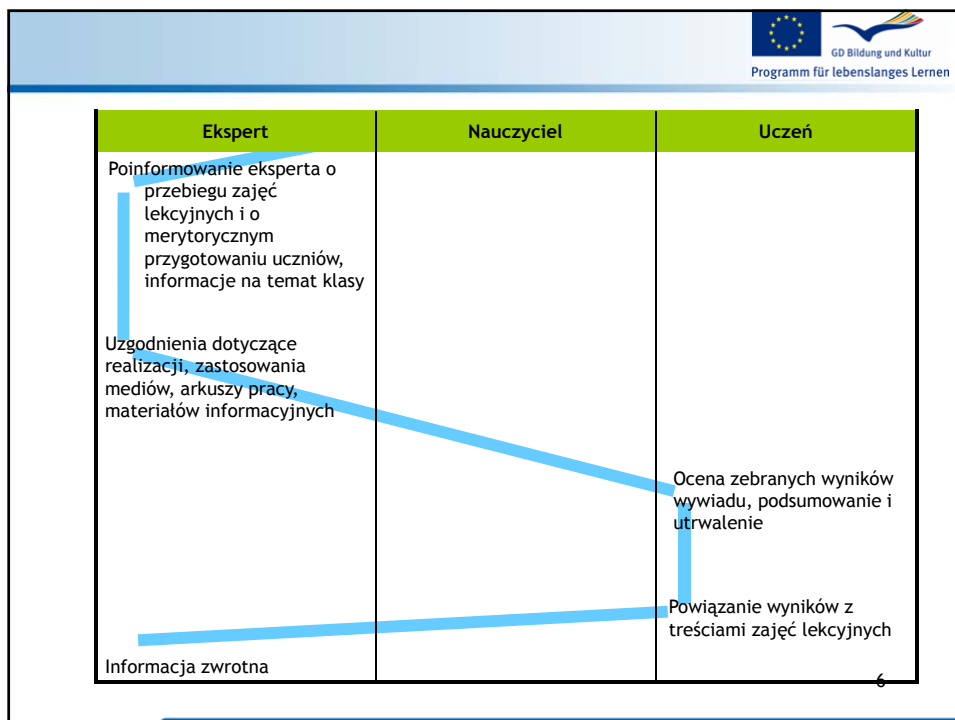 GD Bildung und Kultur
Programm für lebenslanges Lernen
Ekspert
Nauczyciel
Uczeń
Poinformowanie eksperta o
przebiegu zajęć
lekcyjnych i o
merytorycznym
przygotowaniu uczniów,
informacje na temat klasy
Uzgodnienia dotyczące
realizacji, zastosowania
mediów, arkuszy pracy,
materiałów informacyjnych
Ocena zebranych wyników
wywiadu, podsumowanie i
utrwalenie
Powiązanie wyników z
treściami zajęć lekcyjnych
Informacja zwrotna
6